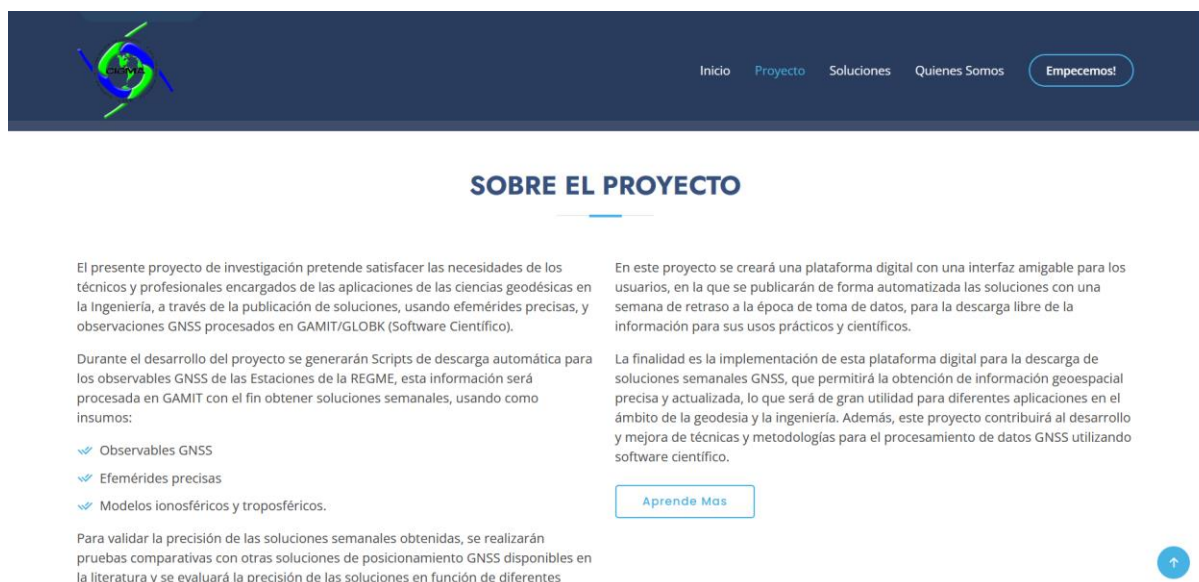 CIGMA
Inicio
Proyecto
Soluciones
Quienes Somos
Empecemos!
SOBRE EL PROYECTO
El presente proyecto de investigación pretende satisfacer las necesidades de los
técnicos y profesionales encargados de las aplicaciones de las ciencias geodésicas en
la Ingeniería, a través de la publicación de soluciones, usando efemérides precisas, y
observaciones GNSS procesados en GAMIT/GLOBK (Software Científico).
Durante el desarrollo del proyecto se generarán Scripts de descarga automática para
los observables GNSS de las Estaciones de la REGME, esta información será
procesada en GAMIT con el fin obtener soluciones semanales, usando como
insumos:
Observables GNSS
Efemérides precisas
Modelos ionosféricos y troposféricos.
Para validar la precisión de las soluciones semanales obtenidas, se realizarán
pruebas comparativas con otras soluciones de posicionamiento GNSS disponibles en
la literatura y se evaluará la precisión de las soluciones en función de diferentes
En este proyecto se creará una plataforma digital con una interfaz amigable para los
usuarios, en la que se publicarán de forma automatizada las soluciones con una
semana de retraso a la época de toma de datos, para la descarga libre de la
información para sus usos prácticos y científicos.
La finalidad es la implementación de esta plataforma digital para la descarga de
soluciones semanales GNSS, que permitirá la obtención de información geoespacial
precisa y actualizada, lo que será de gran utilidad para diferentes aplicaciones en el
ámbito de la geodesia y la ingeniería. Además, este proyecto contribuirá al desarrollo
y mejora de técnicas y metodologías para el procesamiento de datos GNSS utilizando
software científico.
Aprende Mas